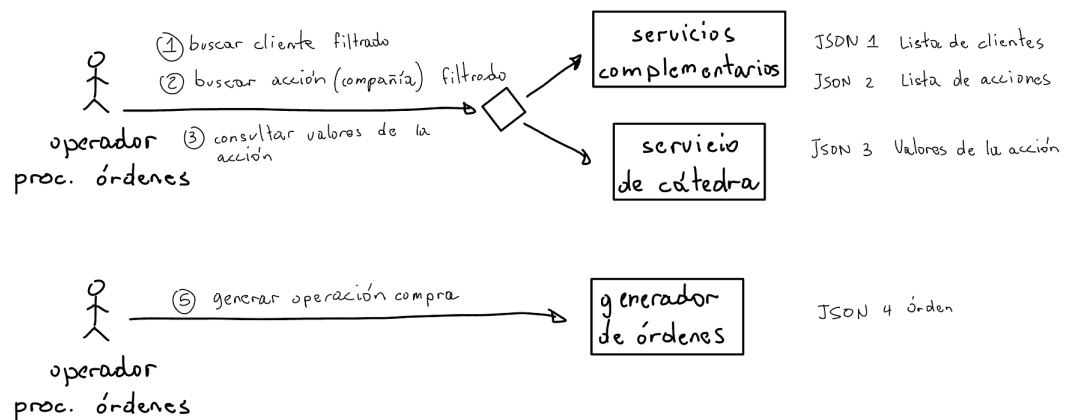 ① buscar cliente filtrado
② buscar acción (compañía) filtrado
③ consultar valores de la
acción
operador
proc. órdenes
servicios
complementarios
JSON 1 Lista de clientes
JSON 2 Lista de acciones
servicio
de cátedra
JSON 3 Valores de la acción
⑤ generar operación compra
operador
proc. órdenes
generador
de órdenes
JSON 4 órden